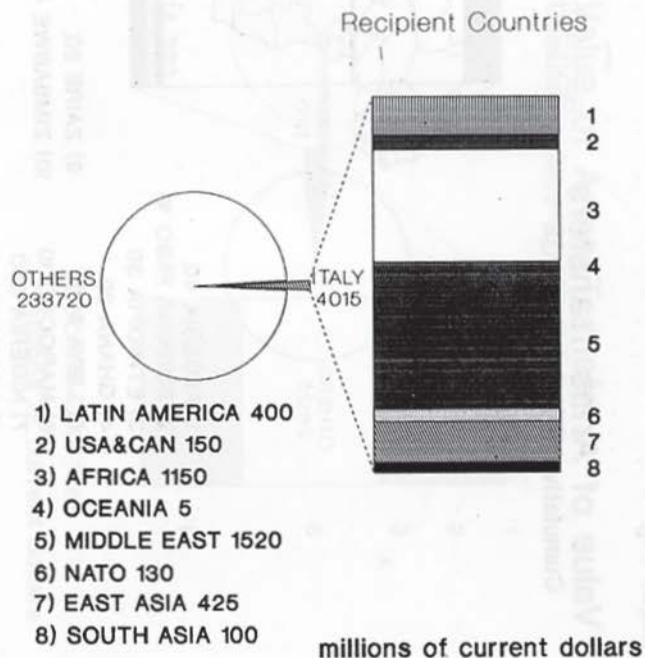 Recipient Countries
1
2
3
4
5
6
7
8
OTHERS
233720
ITALY
4015
1) LATIN AMERICA 400
2) USA&CAN 150
3) AFRICA 1150
4) OCEANIA 5
5) MIDDLE EAST 1520
6) NATO 130
7) EAST ASIA 425
8) SOUTH ASIA 100
millions of current dollars